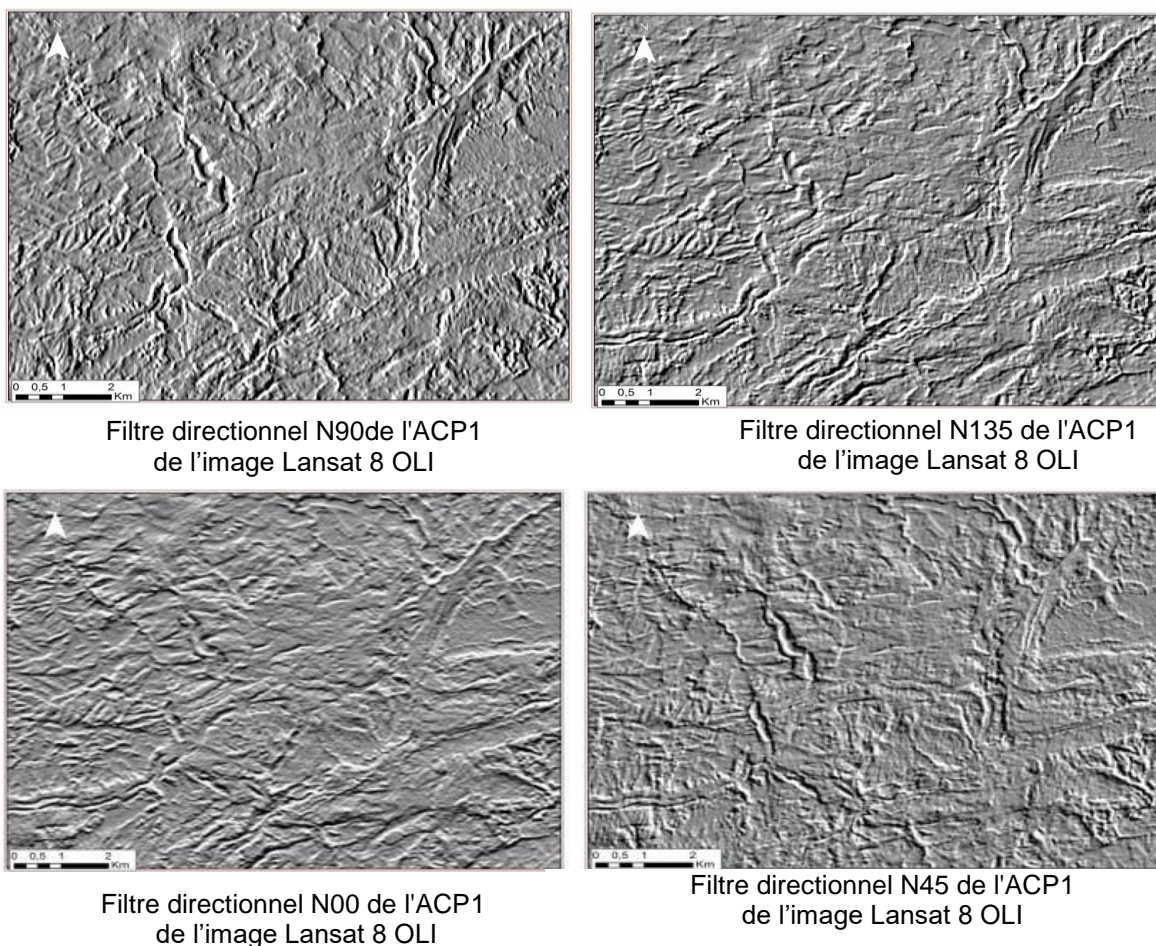 N
N
0 0,5 1 2
Km
0 0,5 1 2
Km
Filtre directionnel N90de l'ACP1
de l’image Lansat 8 OLI
Filtre directionnel N135 de l'ACP1
de l’image Lansat 8 OLI
0 0,5 1 2
Km
0 0,5 1 2
Km
Filtre directionnel N00 de l'ACP1
de l’image Lansat 8 OLI
Filtre directionnel N45 de l'ACP1
de l’image Lansat 8 OLI